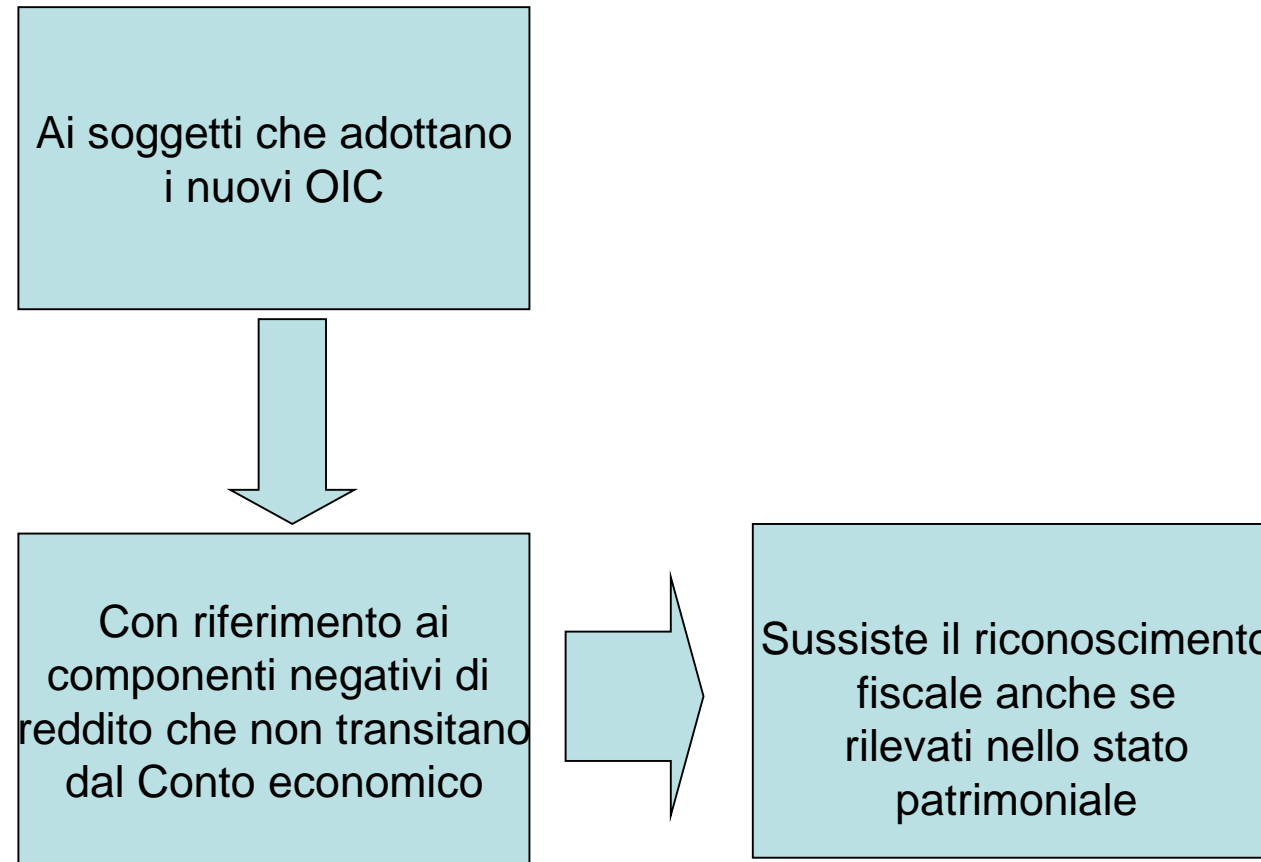 Ai soggetti che adottano
i nuovi OIC
Con riferimento ai
componenti negativi di
reddito che non transitano
dal Conto economico
Sussiste il riconoscimento
fiscale anche se
rilevati nello stato
patrimoniale